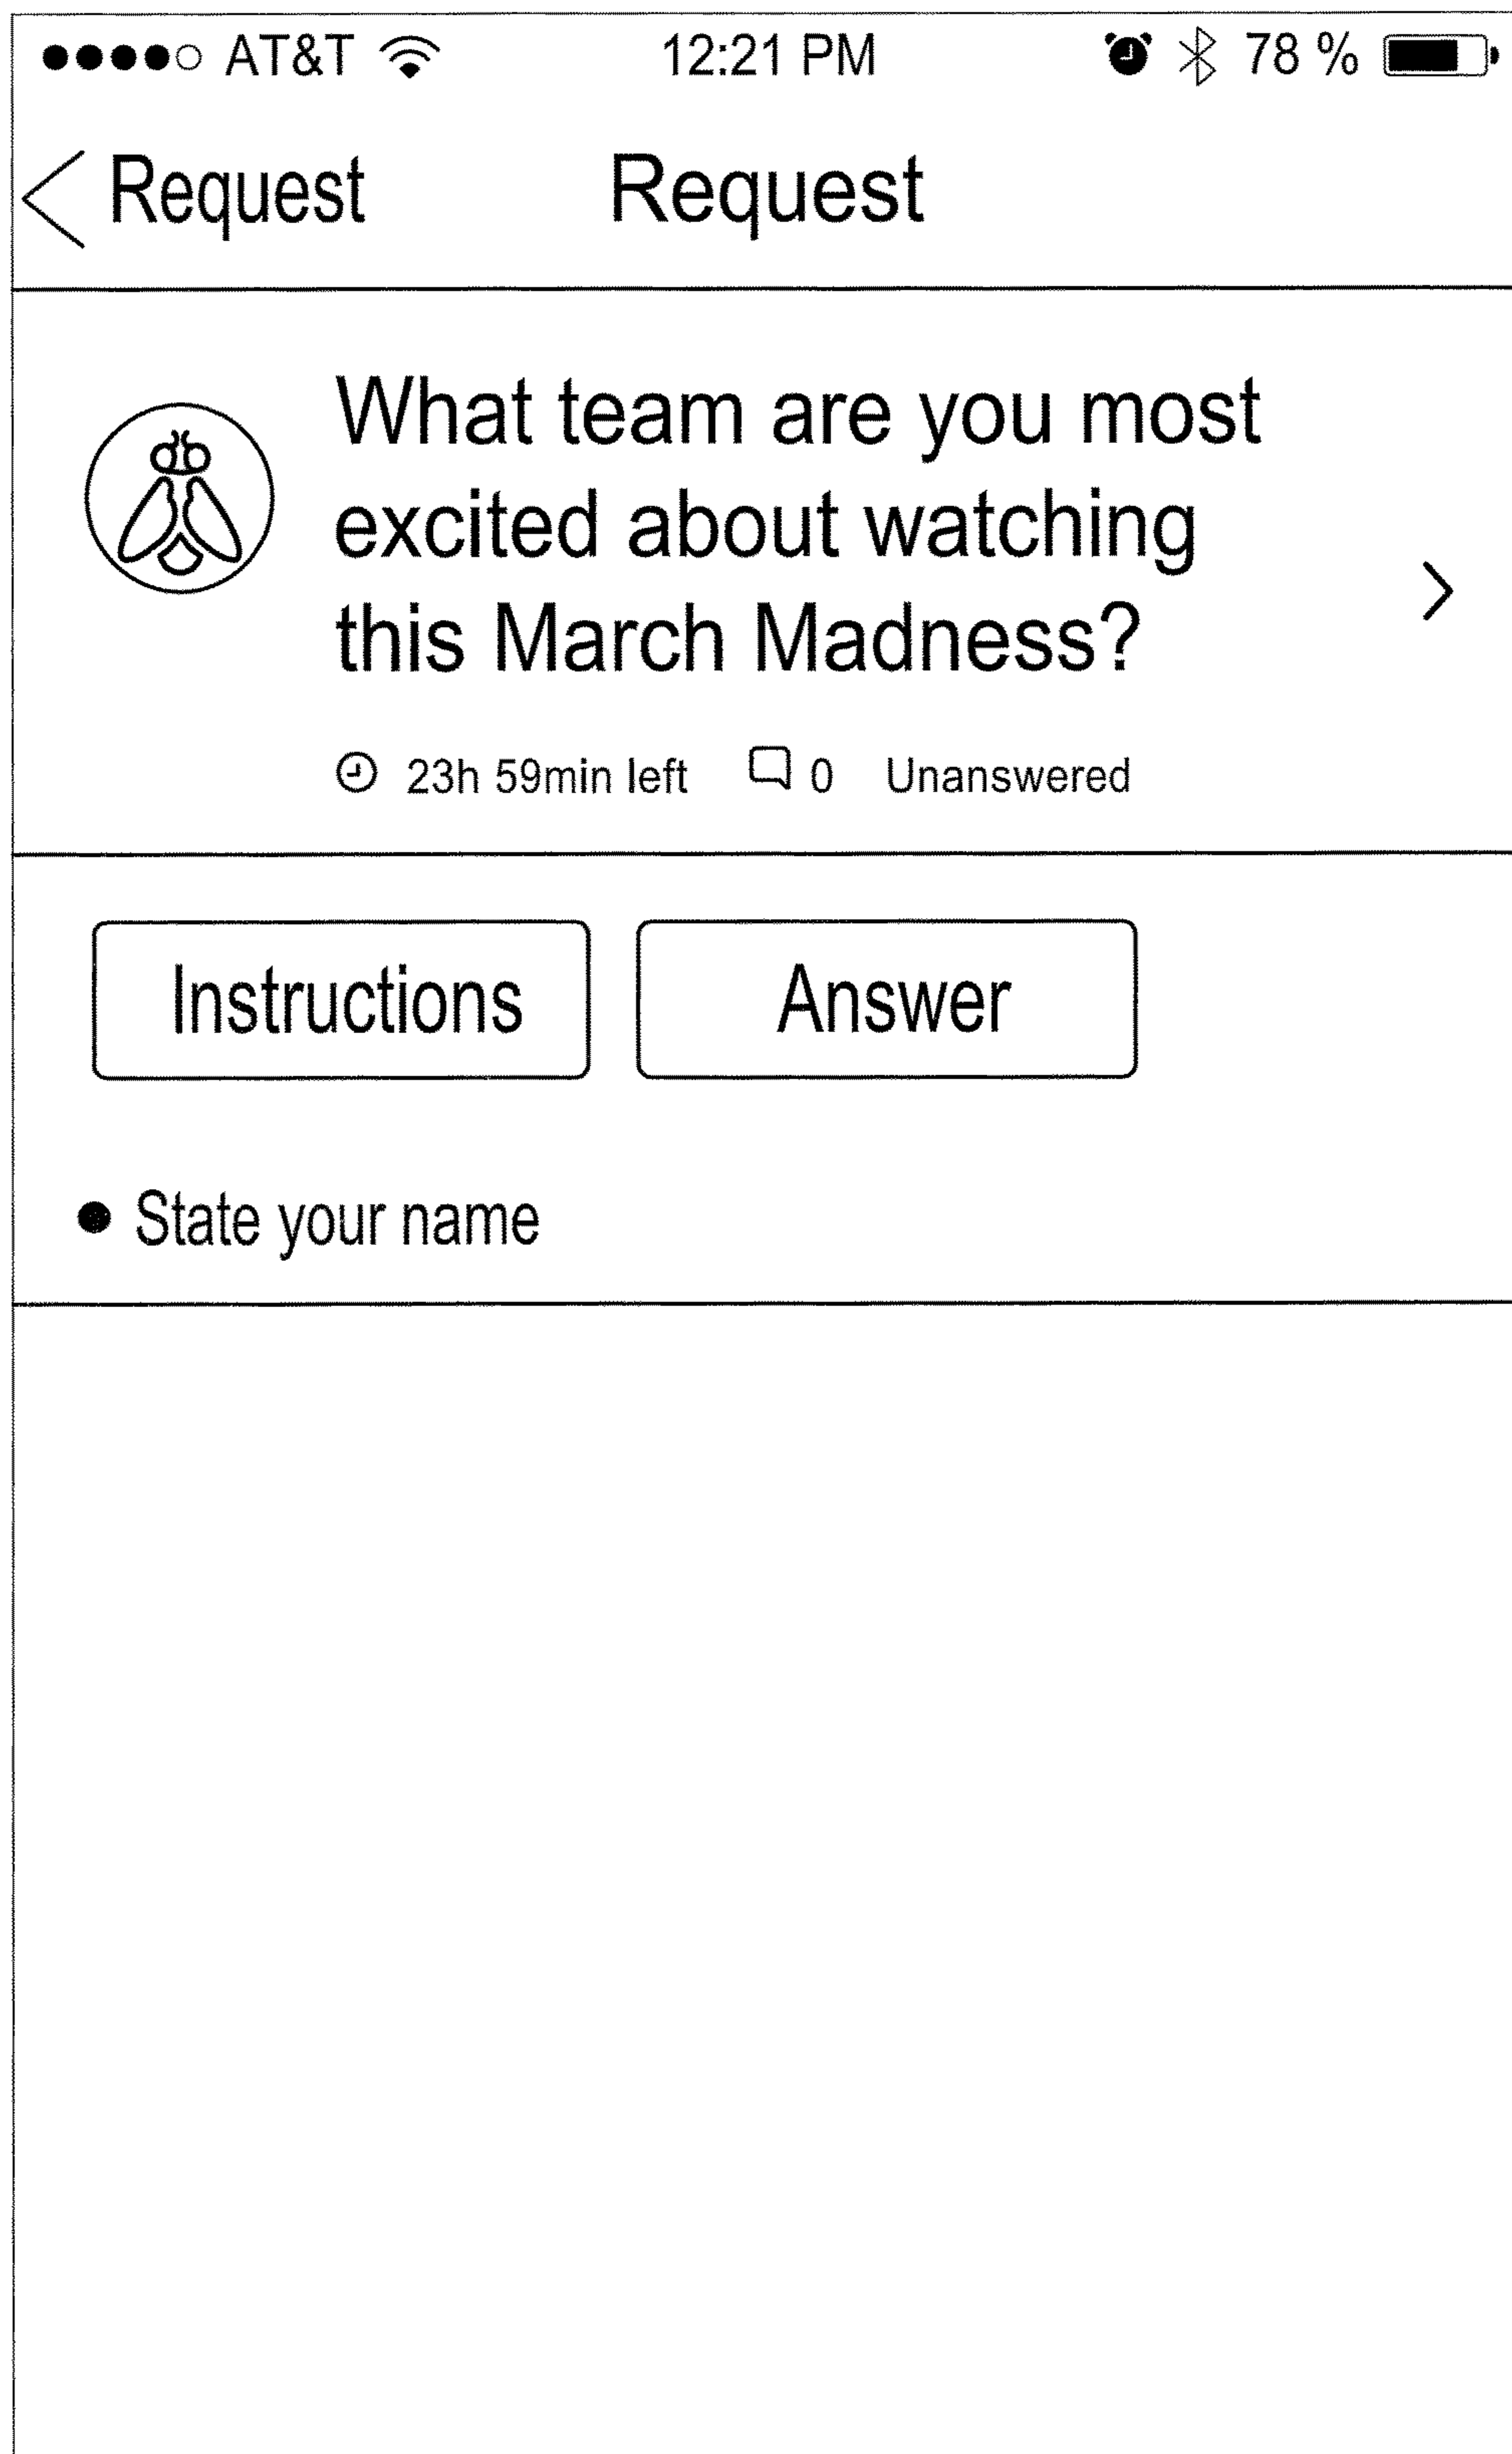 AT&T 12:21 PM 78 %
Request Request
What team are you most
excited about watching
this March Madness?
23h 59min left 0 Unanswered
Instructions Answer
● State your name